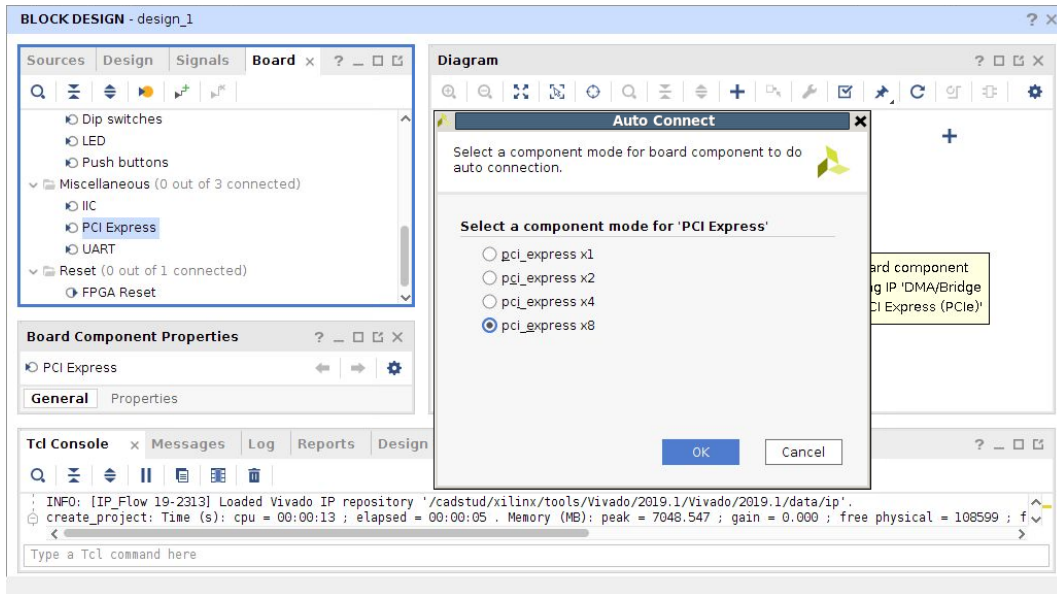 BLOCK DESIGN - design_1
?
Sources Design Signals Board ?
Dip switches
LED
Push buttons
Miscellaneous (0 out of 3 connected)
IIC
PCI Express
UART
Reset (0 out of 1 connected)
FPGA Reset
Board Component Properties ?
PCI Express
General Properties
Diagram ?
Auto Connect
Select a component mode for board component to do
auto connection.
Select a component mode for 'PCI Express'
pci_express x1
pci_express x2
pci_express x4
pci_express x8
OK Cancel
ard component
ng IP 'DMA/Bridge
CI Express (PCIe)'
Tcl Console Messages Log Reports Design ?
INFO: [IP_Flow 19-2313] Loaded Vivado IP repository '/cadstud/xilinx/tools/Vivado/2019.1/Vivado/2019.1/data/ip'.
create_project: Time (s): cpu = 00:00:13 ; elapsed = 00:00:05 . Memory (MB): peak = 7048.547 ; gain = 0.000 ; free physical = 108599 ; f
Type a Tcl command here